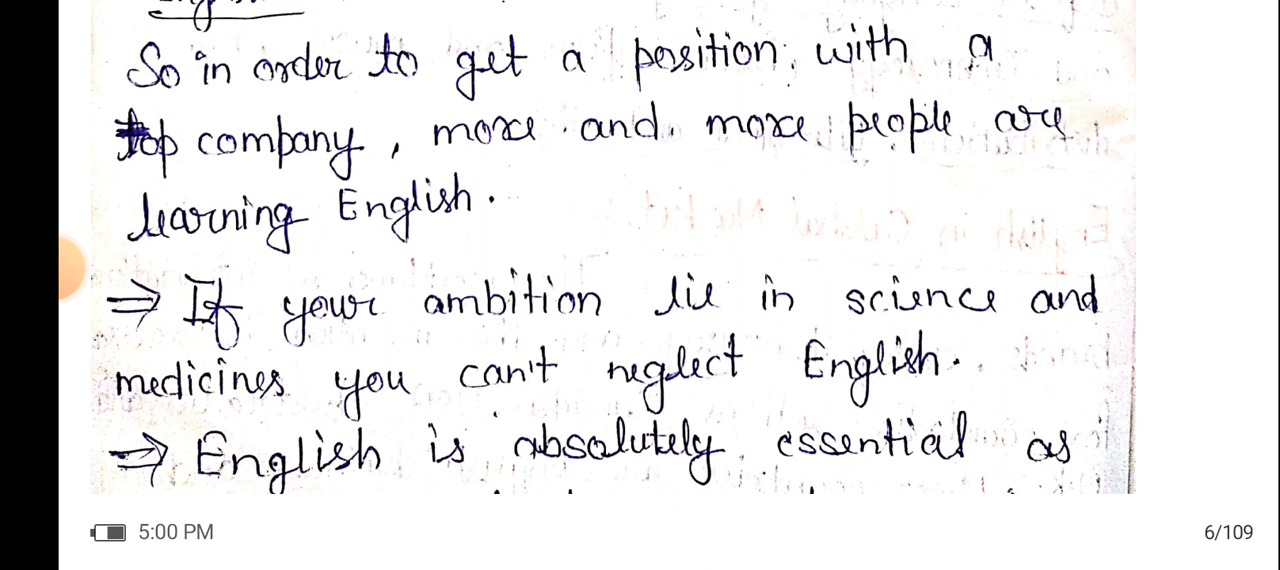 So in order to get a position with a
top company, more and more people are
learning English.
⇒ If your ambition lie in science and
medicines you can't neglect English.
⇒ English is absolutely essential as
5:00 PM
6/109